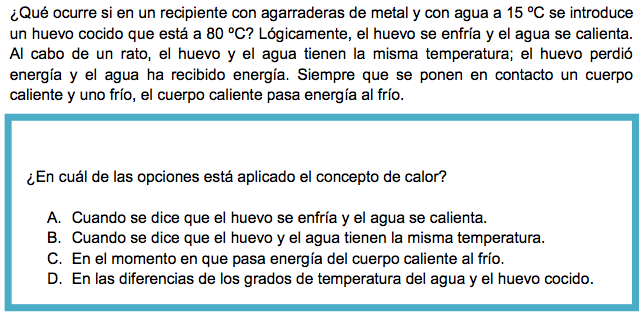 ¿Qué ocurre si en un recipiente con agarraderas de metal y con agua a 15 ºC se introduce
un huevo cocido que está a 80 ºC? Lógicamente, el huevo se enfría y el agua se calienta.
Al cabo de un rato, el huevo y el agua tienen la misma temperatura; el huevo perdió
energía y el agua ha recibido energía. Siempre que se ponen en contacto un cuerpo
caliente y uno frío, el cuerpo caliente pasa energía al frío.
¿En cuál de las opciones está aplicado el concepto de calor?
A. Cuando se dice que el huevo se enfría y el agua se calienta.
B. Cuando se dice que el huevo y el agua tienen la misma temperatura.
C. En el momento en que pasa energía del cuerpo caliente al frío.
D. En las diferencias de los grados de temperatura del agua y el huevo cocido.